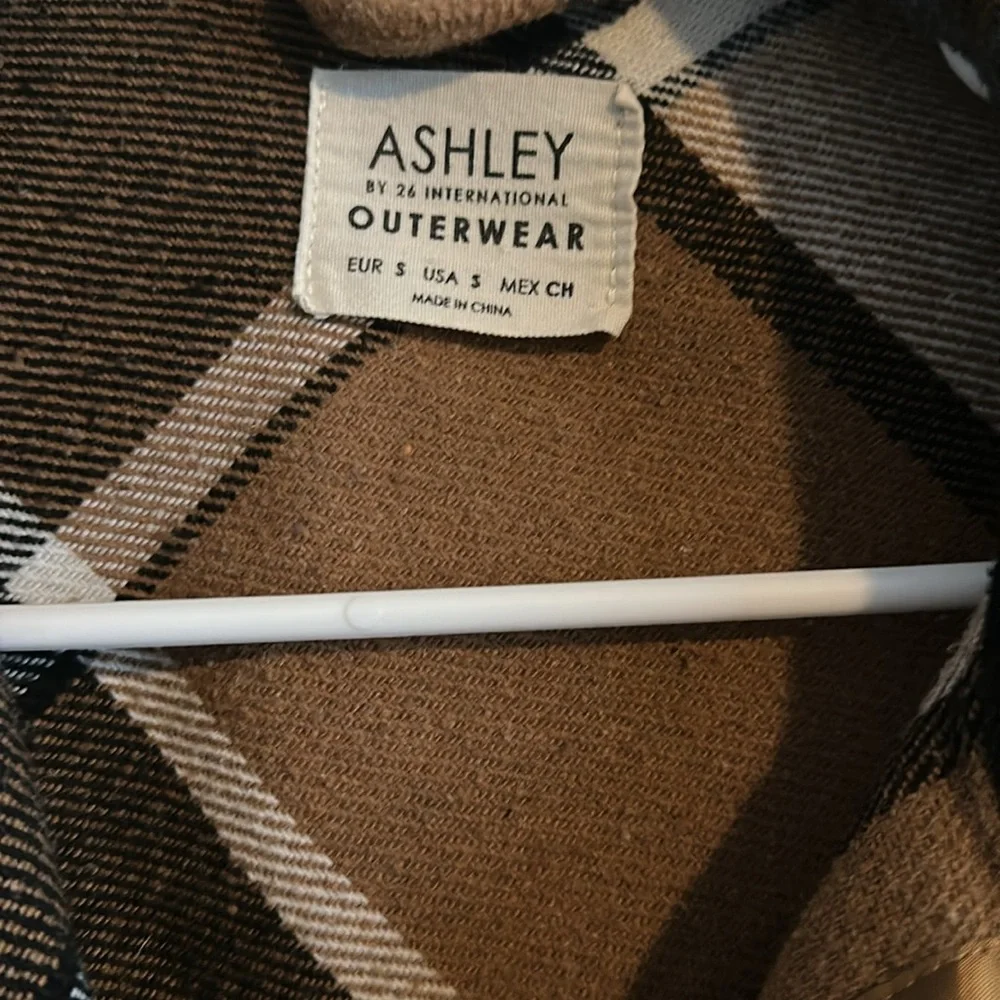 ASHLEY
BY 26 INTERNATIONAL
OUTERWEAR
EUR S USA S MEX CH
MADE IN CHINA